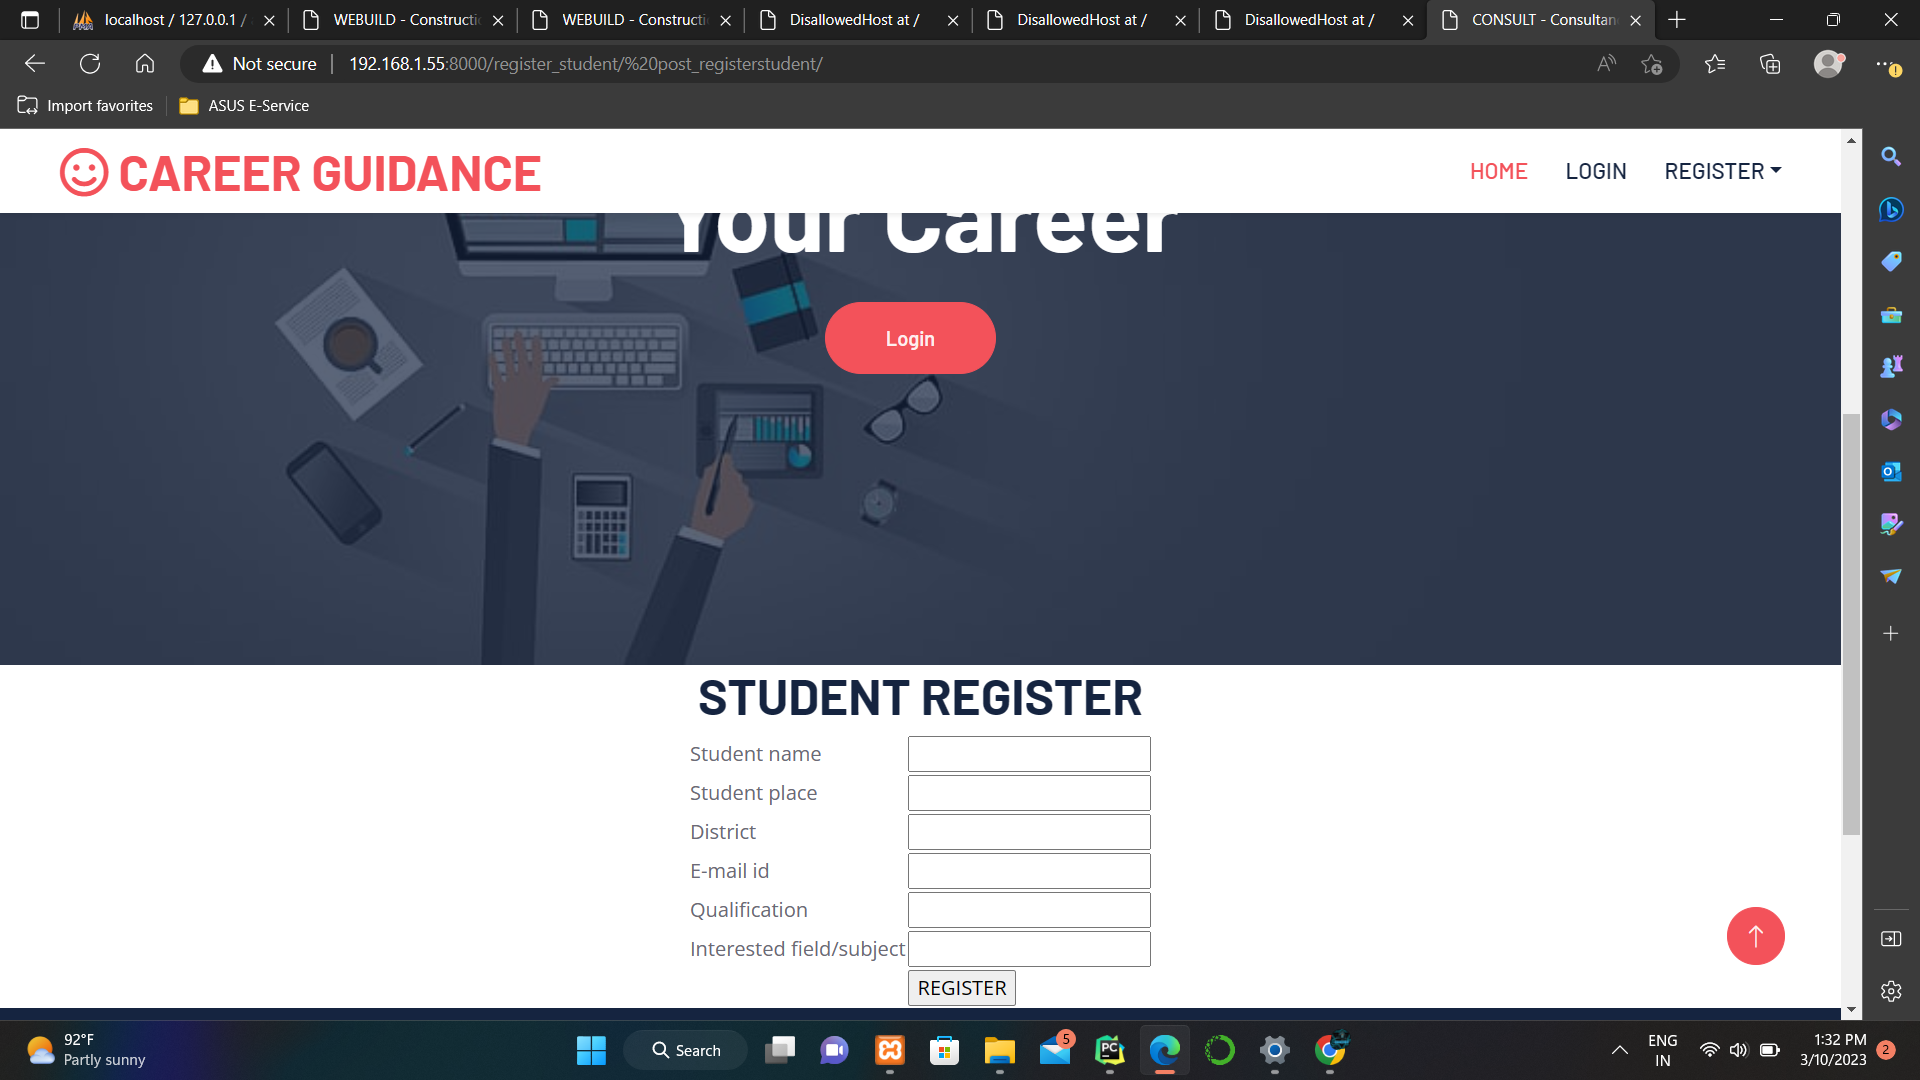 localhost / 127.0.0.1 /
WEBUILD - Constructi
WEBUILD - Constructi
DisallowedHost at /
DisallowedHost at /
DisallowedHost at /
CONSULT - Consultan
Not secure
192.168.1.55:8000/register_student/%20post_registerstudent/
Import favorites
ASUS E-Service
CAREER GUIDANCE
HOME
LOGIN
REGISTER
Your Career
Login
STUDENT REGISTER
Student name
Student place
District
E-mail id
Qualification
Interested field/subject
REGISTER
92°F
Partly sunny
Search
5
PC
ENG
IN
1:32 PM
3/10/2023
2